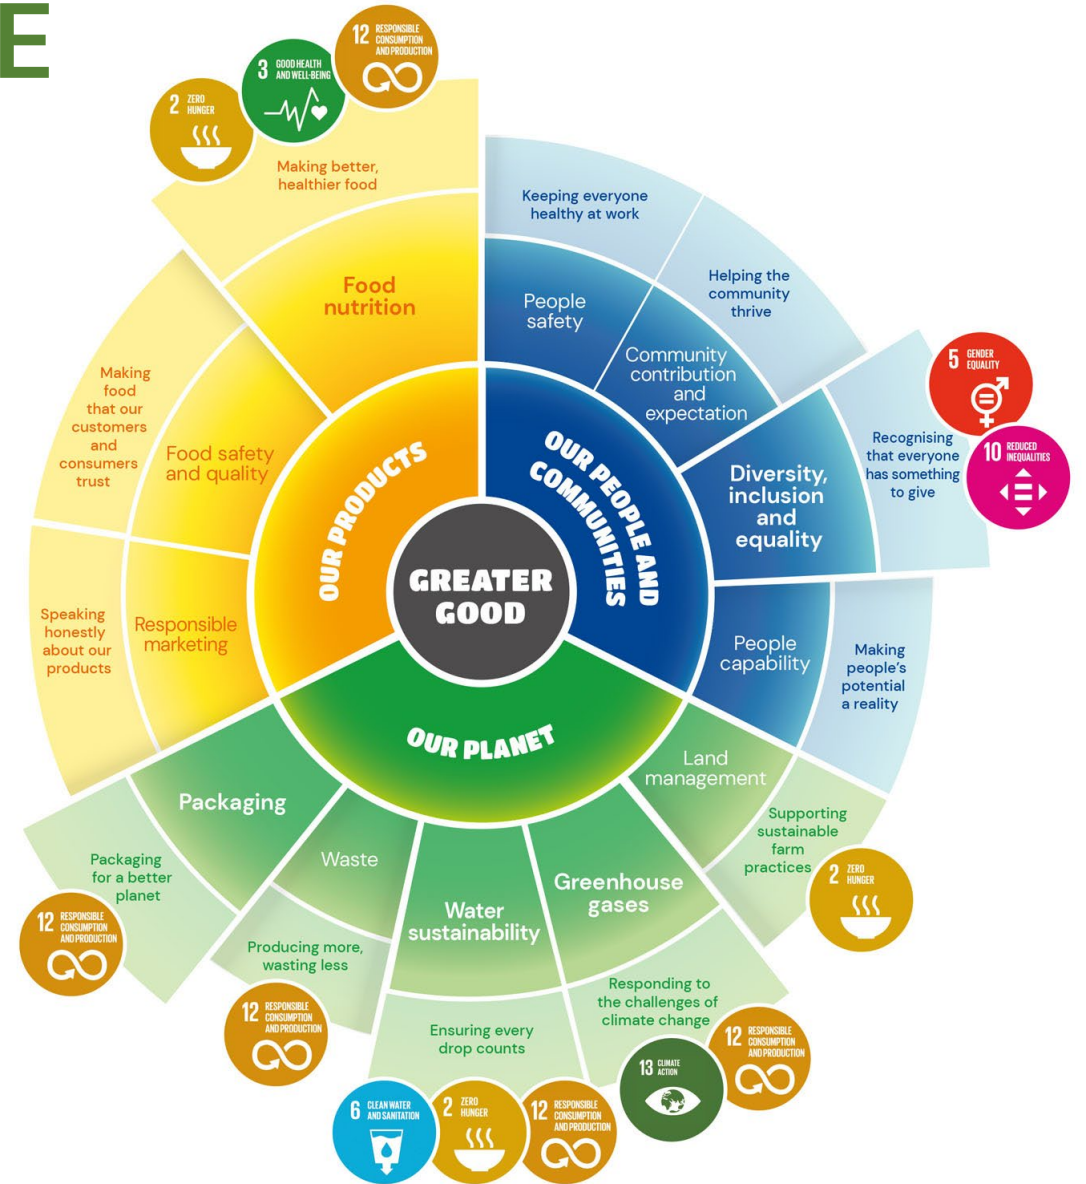 E
12 RESPONSIBLE
CONSUMPTION
AND PRODUCTION
3 GOOD HEALTH
AND WELL-BEING
2 ZERO
HUNGER
Making better,
healthier food
Food
nutrition
Making
food
that our
customers
and
consumers
trust
Food safety
and quality
Speaking
honestly
about our
products
Responsible
marketing
OUR PRODUCTS
Keeping everyone
healthy at work
People
safety
Helping the
community
thrive
Community
contribution
and
expectation
5 GENDER
EQUALITY
10 REDUCED
INEQUALITIES
Recognising
that everyone
has something
to give
Diversity,
inclusion
and
equality
People
capability
Making
people's
potential
a reality
OUR PEOPLE AND
COMMUNITIES
GREATER
GOOD
OUR PLANET
Land
management
Supporting
sustainable
farm
practices
2 ZERO
HUNGER
Greenhouse
gases
Responding to
the challenges of
climate change
13 CLIMATE
ACTION
12 RESPONSIBLE
CONSUMPTION
AND PRODUCTION
Water
sustainability
Ensuring every
drop counts
6 CLEAN WATER
AND SANITATION
2 ZERO
HUNGER
12 RESPONSIBLE
CONSUMPTION
AND PRODUCTION
Waste
Producing more,
wasting less
12 RESPONSIBLE
CONSUMPTION
AND PRODUCTION
Packaging
Packaging
for a better
planet
12 RESPONSIBLE
CONSUMPTION
AND PRODUCTION